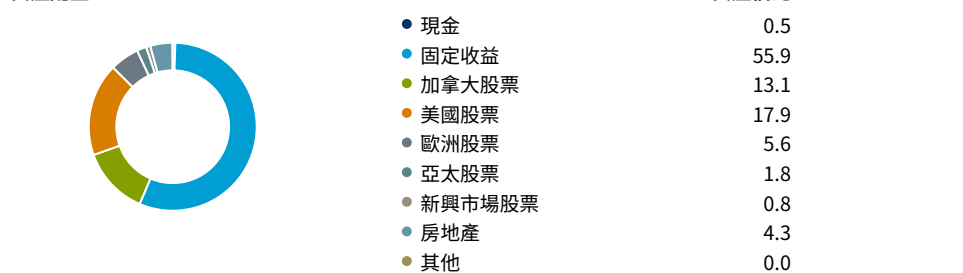 現金 0.5
固定收益 55.9
加拿大股票 13.1
美國股票 17.9
歐洲股票 5.6
亞太股票 1.8
新興市場股票 0.8
房地產 4.3
其他 0.0